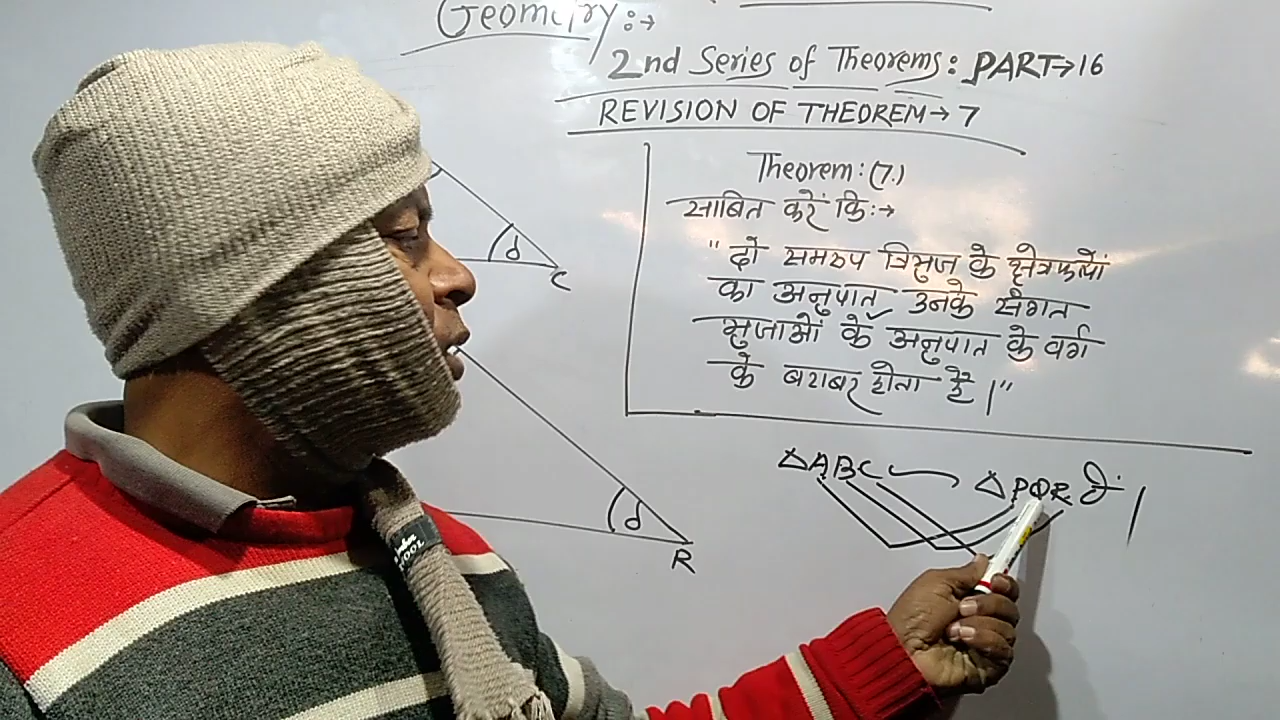 Geometry:→
2nd Series of Theorems: PART→16
REVISION OF THEOREM→7
Theorem:(7.)
साबित करें कि:→
"दो समरुप त्रिभुज के क्षेत्रफलों
का अनुपात उनके संगत
भुजाओं के अनुपात के वर्ग
के बराबर होता है।"
d
C
△ABC △PQR में
d
R